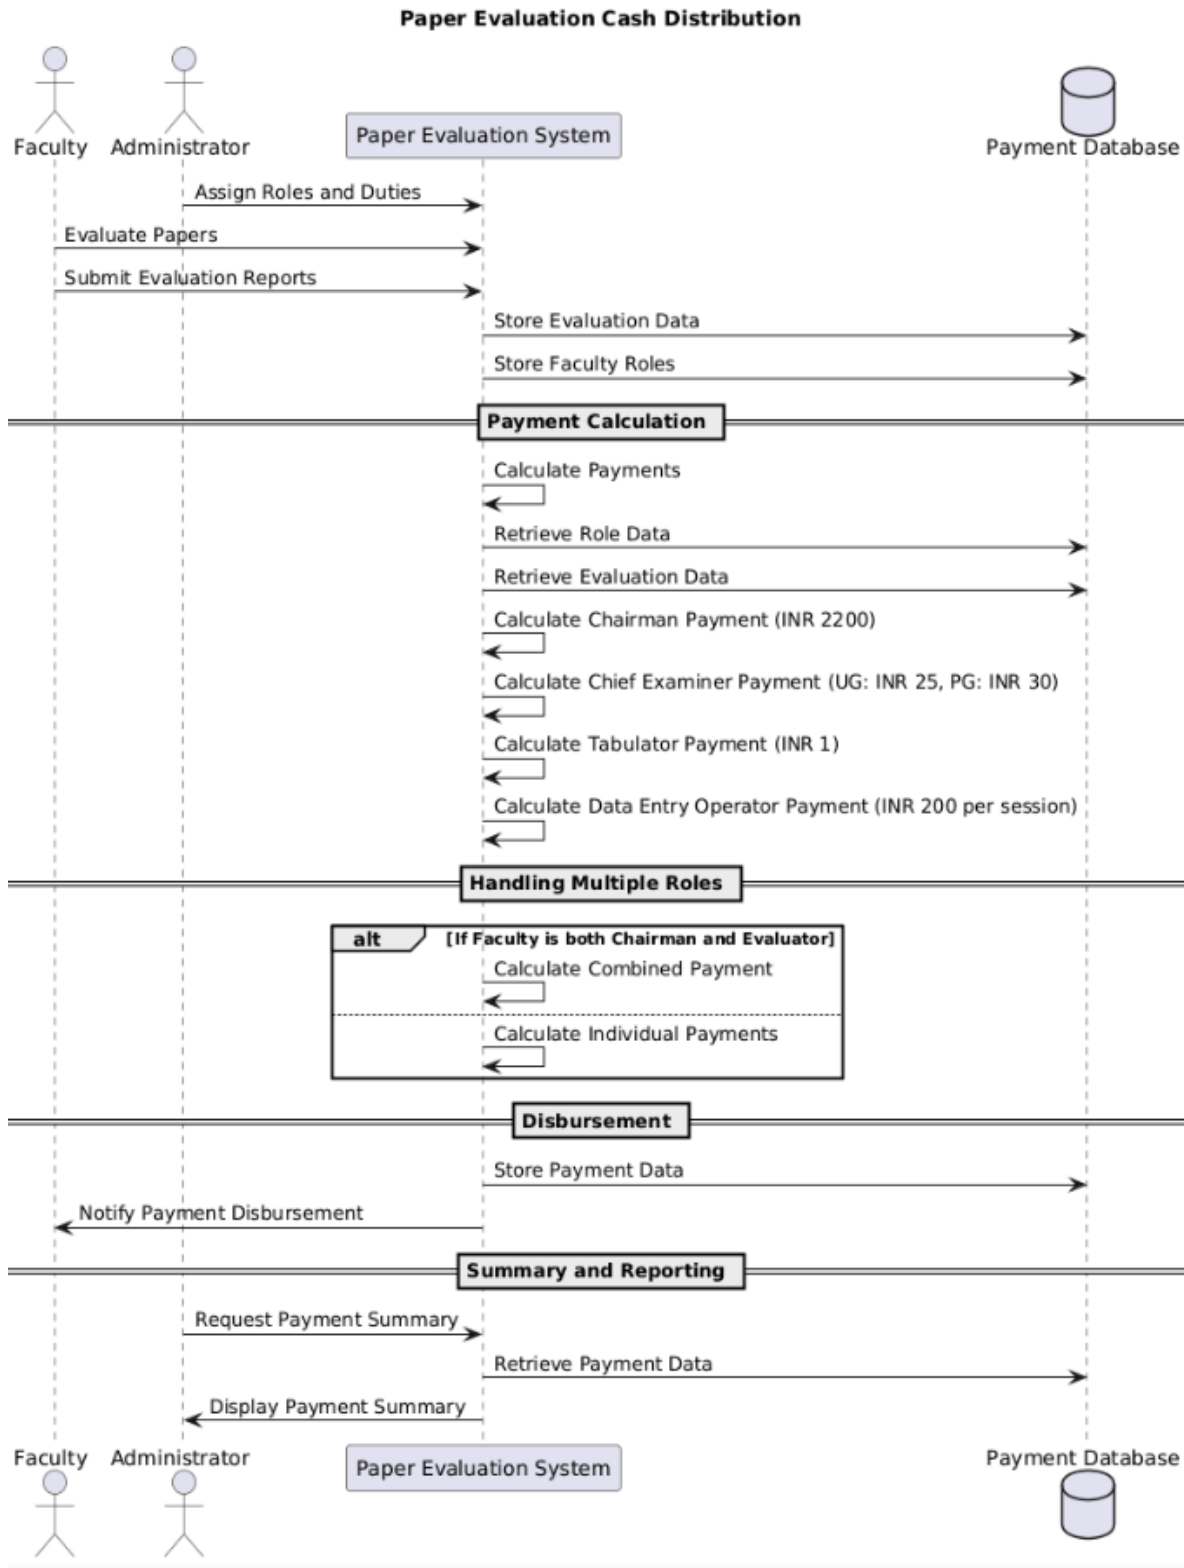 Paper Evaluation Cash Distribution
Faculty
Administrator
Paper Evaluation System
Payment Database
Assign Roles and Duties
Evaluate Papers
Submit Evaluation Reports
Store Evaluation Data
Store Faculty Roles
Payment Calculation
Calculate Payments
Retrieve Role Data
Retrieve Evaluation Data
Calculate Chairman Payment (INR 2200)
Calculate Chief Examiner Payment (UG: INR 25, PG: INR 30)
Calculate Tabulator Payment (INR 1)
Calculate Data Entry Operator Payment (INR 200 per session)
Handling Multiple Roles
alt [If Faculty is both Chairman and Evaluator]
Calculate Combined Payment
Calculate Individual Payments
Disbursement
Store Payment Data
Notify Payment Disbursement
Summary and Reporting
Request Payment Summary
Retrieve Payment Data
Display Payment Summary
Faculty
Administrator
Paper Evaluation System
Payment Database